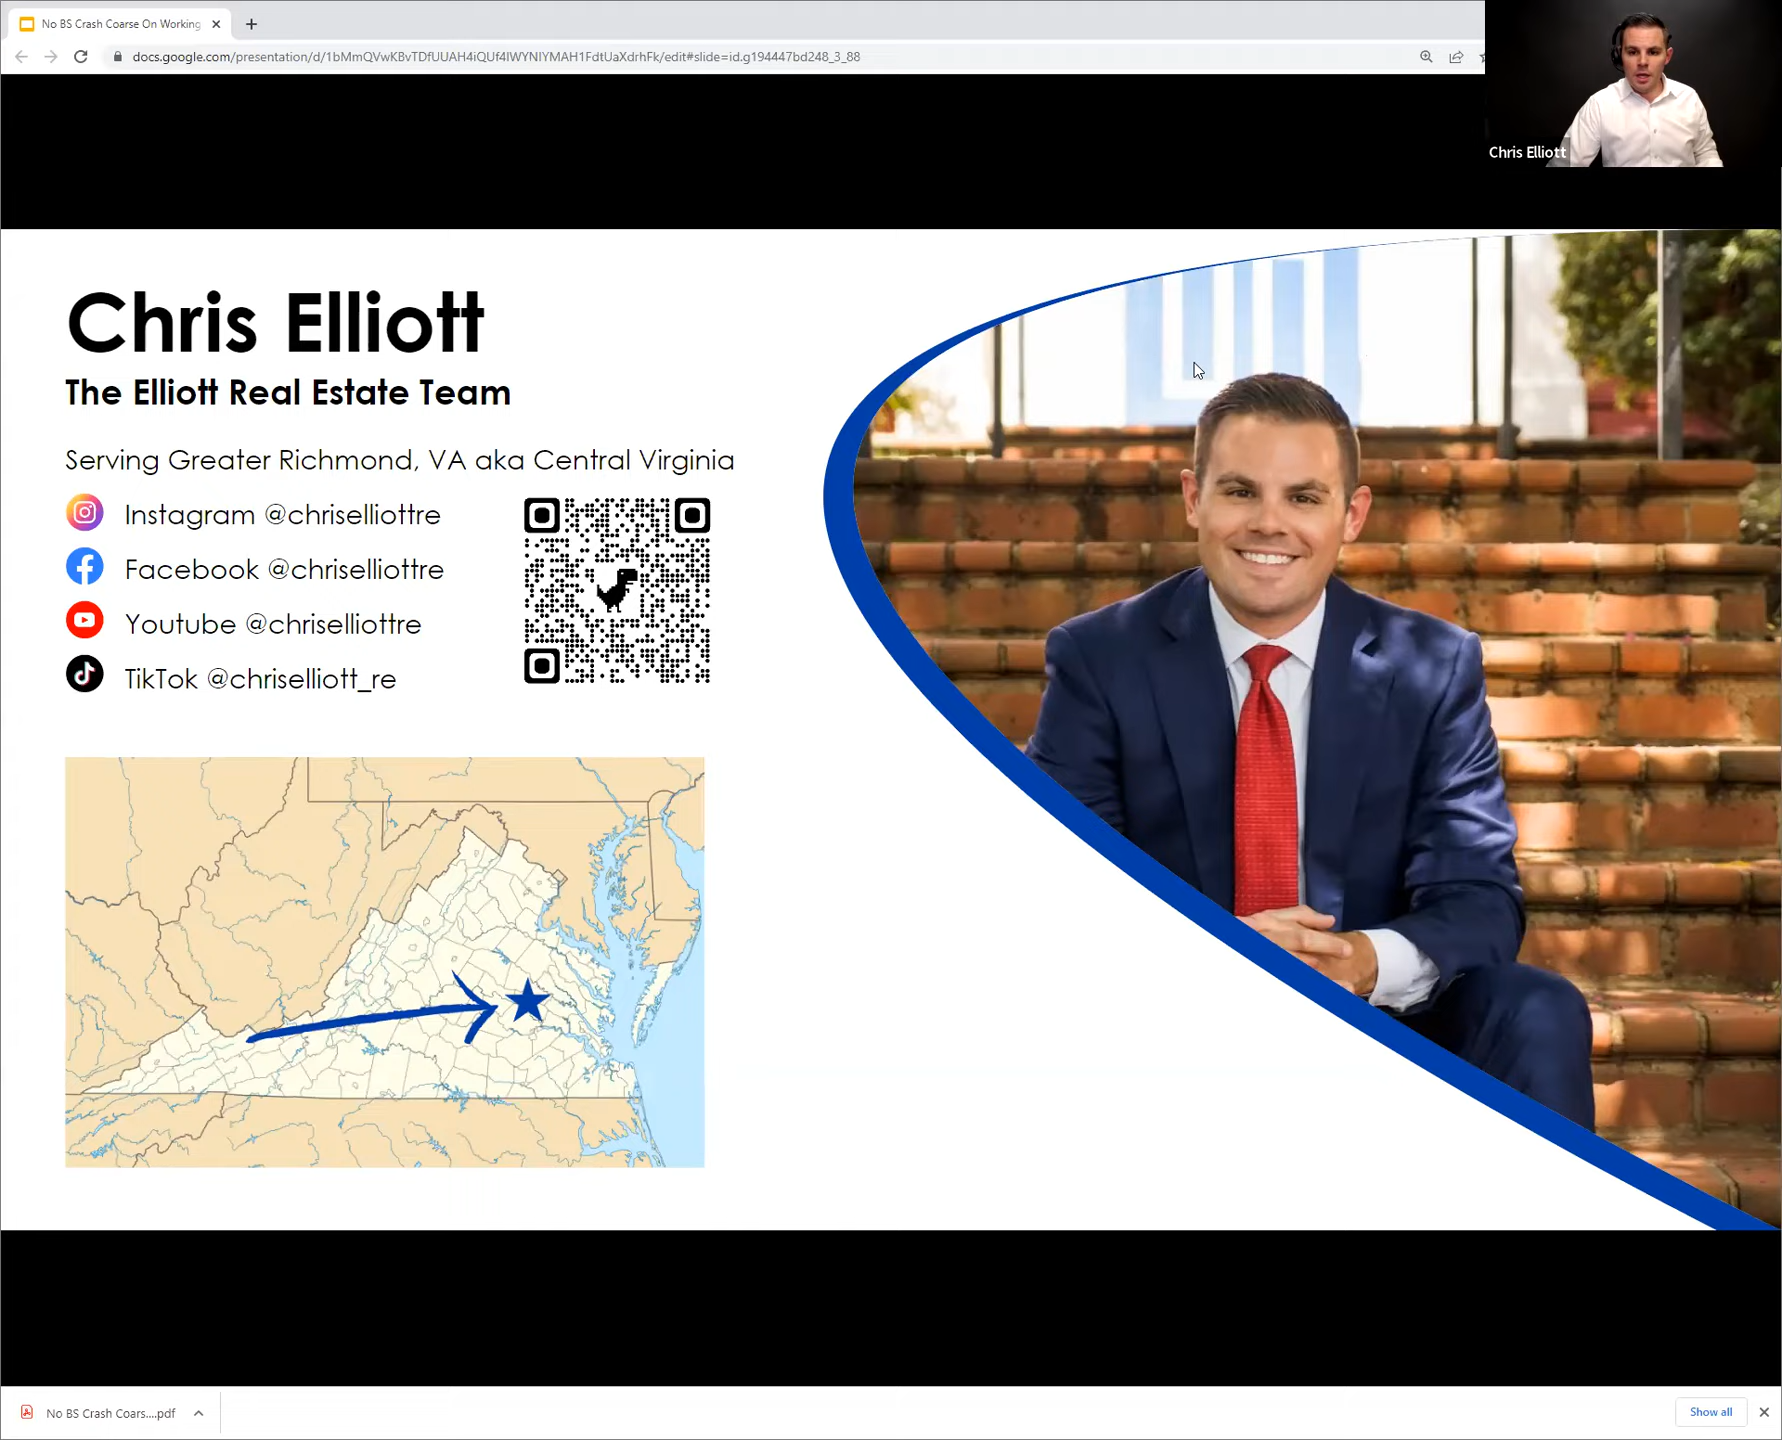 No BS Crash Coarse On Working
docs.google.com/presentation/d/1bMmQVwKBvTDfUUAH4iQUf4IWYNIYMAH1FdtUaXdrhFk/edit#slide=id.g194447bd248_3_88
Chris Elliott
Chris Elliott
The Elliott Real Estate Team
Serving Greater Richmond, VA aka Central Virginia
Instagram @chriselliottre
Facebook @chriselliottre
Youtube @chriselliottre
TikTok @chriselliott_re
No BS Crash Coars....pdf
Show all